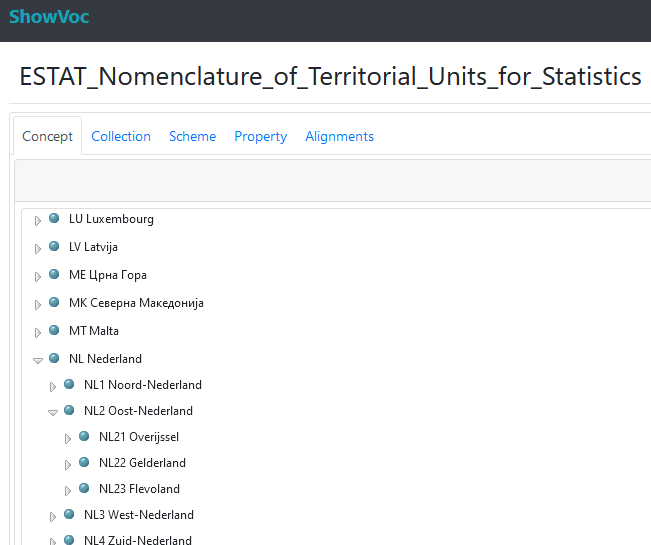 ShowVoc
ESTAT_Nomenclature_of_Territorial_Units_for_Statistics
Concept Collection Scheme Property Alignments
LU Luxembourg
LV Latvija
ME Црна Гора
MK Северна Македонија
MT Malta
NL Nederland
NL1 Noord-Nederland
NL2 Oost-Nederland
NL21 Overijssel
NL22 Gelderland
NL23 Flevoland
NL3 West-Nederland
NL4 Zuid-Nederland